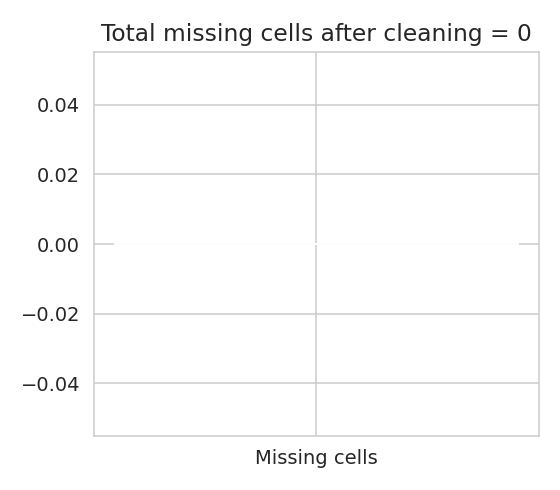 Total missing cells after cleaning = 0
0.04
0.02
0.00
−0.02
−0.04
Missing cells